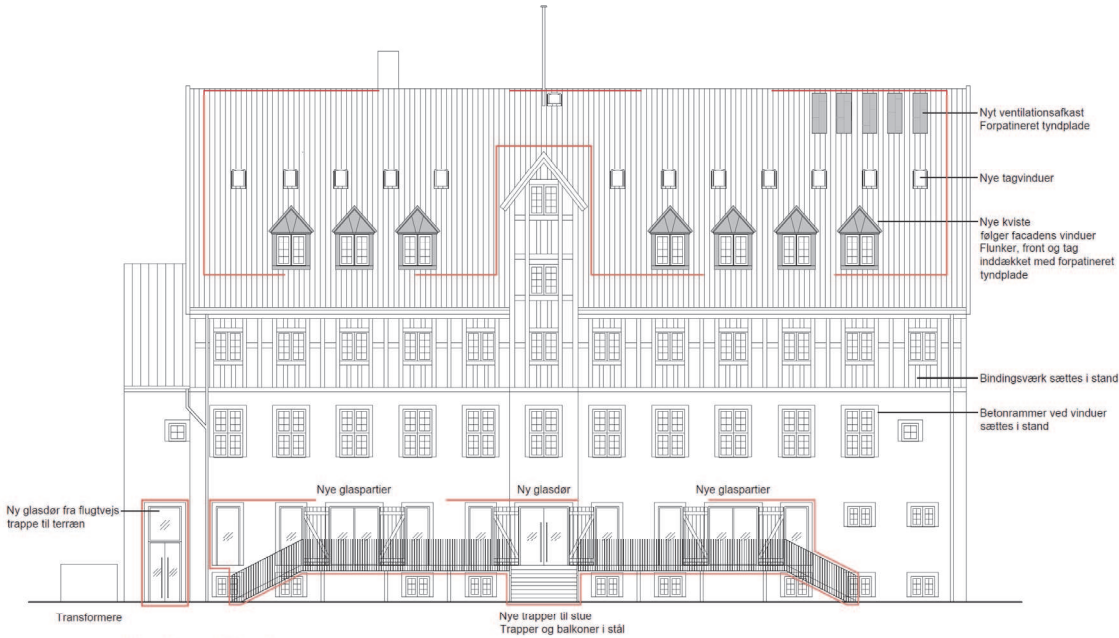 Nyt ventilationsafkast
Forpatineret tyndplade
Nye tagvinduer
Nye kviste
følger facadens vinduer
Flunker, front og tag
inddækket med forpatineret
tyndplade
Bindingsværk sættes i stand
Betonrammer ved vinduer
sættes i stand
Nye glaspartier
Ny glasdør
Nye glaspartier
Ny glasdør fra flugtvejs
trappe til terræn
Transformere
Nye trapper til stue
Trapper og balkoner i stål